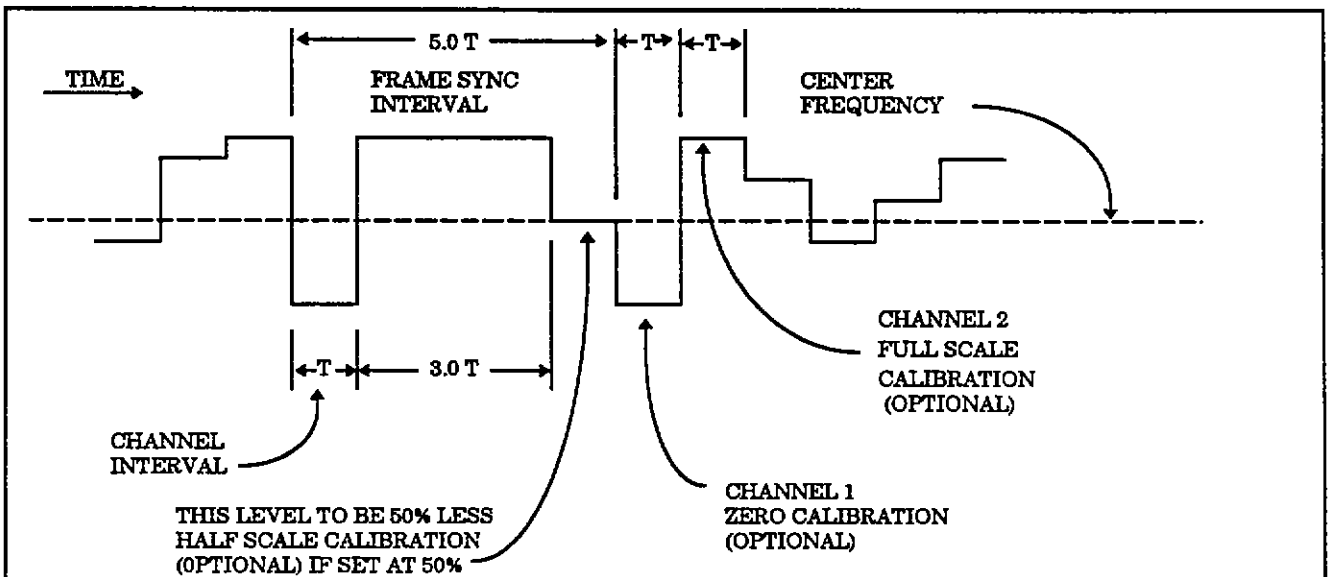 5.0 T
T
T
TIME
FRAME SYNC
INTERVAL
CENTER
FREQUENCY
T
3.0 T
CHANNEL 2
FULL SCALE
CALIBRATION
(OPTIONAL)
CHANNEL
INTERVAL
CHANNEL 1
ZERO CALIBRATION
(OPTIONAL)
THIS LEVEL TO BE 50% LESS
HALF SCALE CALIBRATION
(OPTIONAL) IF SET AT 50%